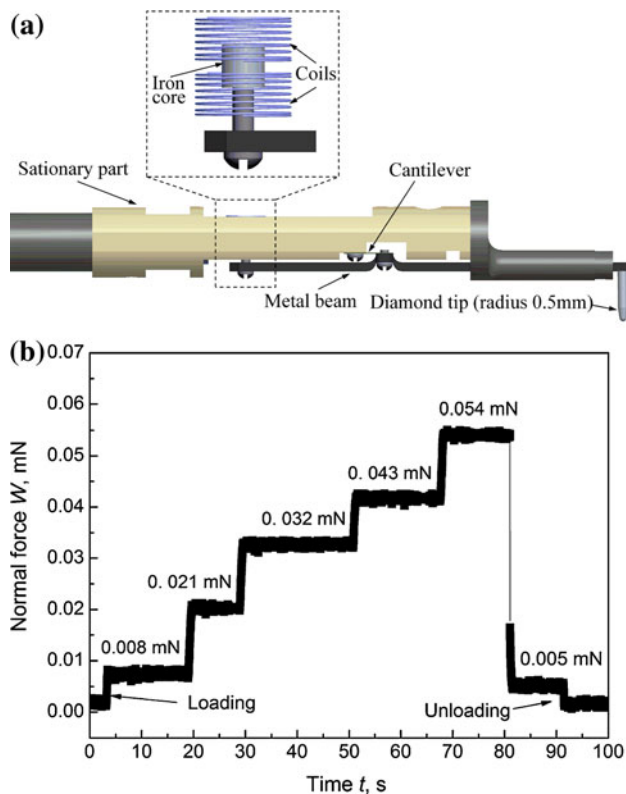 (a)
Iron
core
Coils
Sationary part
Cantilever
Metal beam
Diamond tip (radius 0.5mm)
(b)
0.07
0.06
0.05
0.04
0.03
0.02
0.01
0.00
Normal force W, mN
0.054 mN
0. 043 mN
0. 032 mN
0. 021 mN
0.008 mN
0.005 mN
Loading
Unloading
0 10 20 30 40 50 60 70 80 90 100
Time t, s